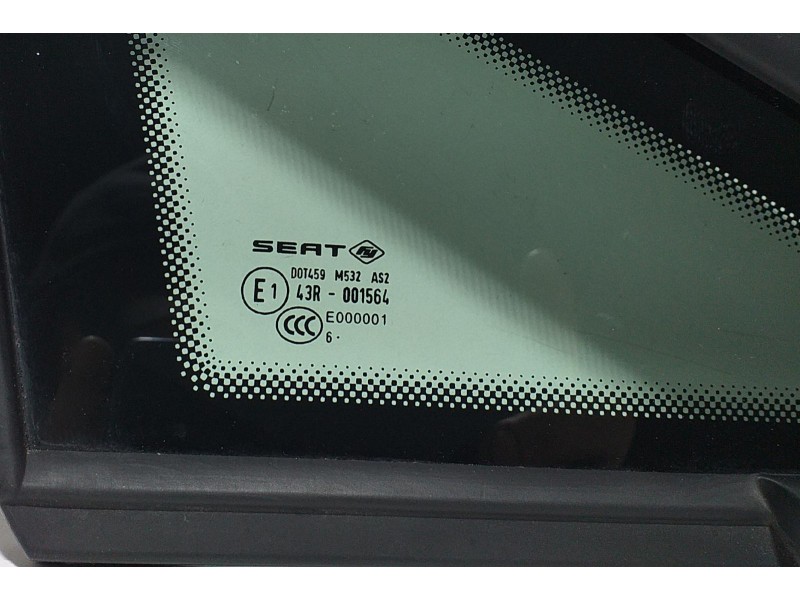 SEAT
DOT459 M532 AS2
E1 43R - 001564
CCC E000001
6·